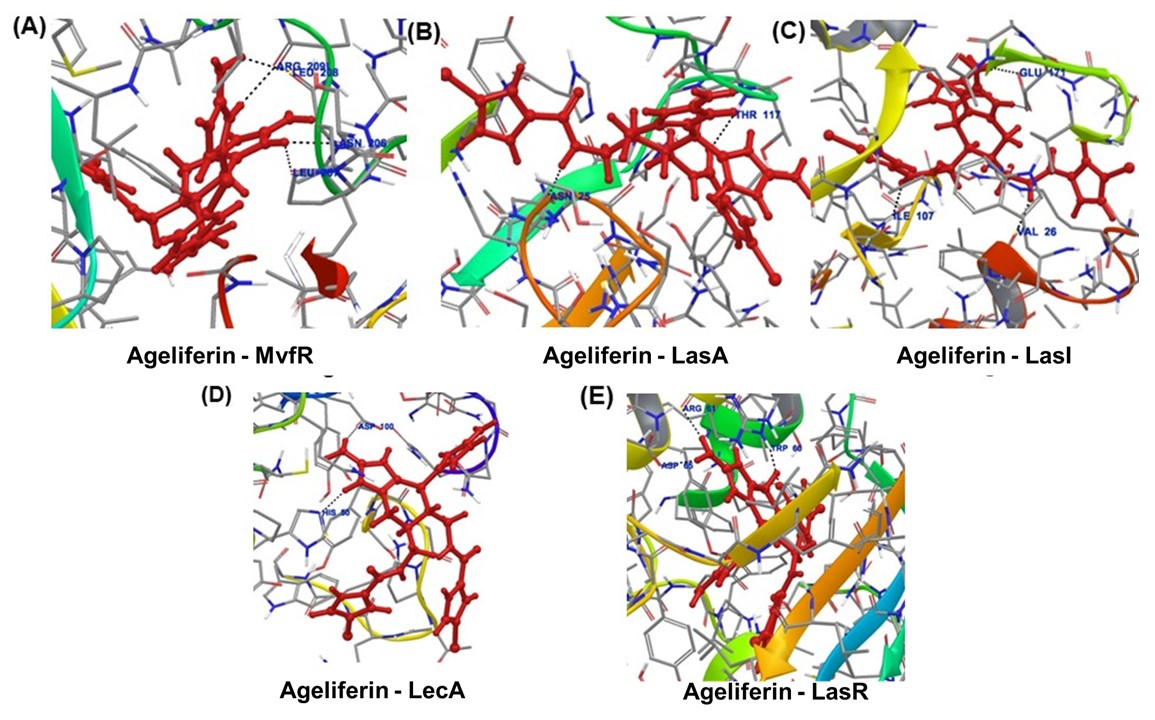 (A)
ARG 209
LEU 208
ASN 206
LEU
Ageliferin - MvfR
(B)
THR 117
ASN 25
Ageliferin - LasA
(C)
GLU 171
ILE 107
VAL 26
Ageliferin - LasI
(D)
ASP 100
HIS 50
Ageliferin - LecA
(E)
ARG 61
TRP 60
ASP
Ageliferin - LasR